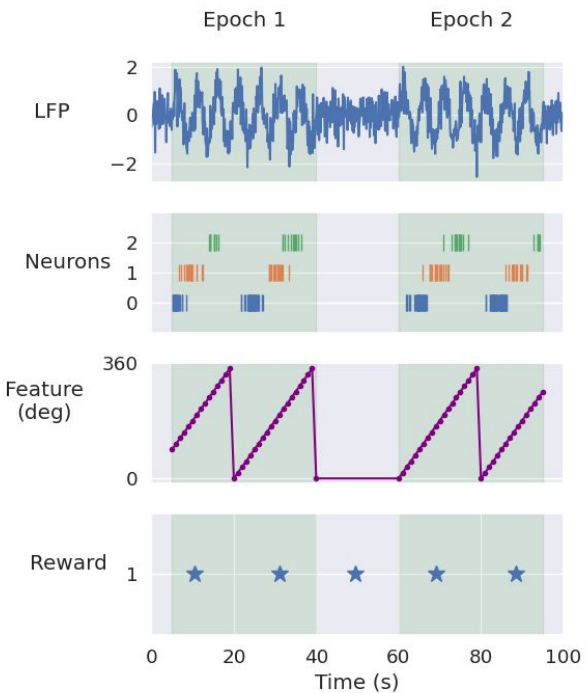 Epoch 1 Epoch 2
2
LFP
0
−2
2
Neurons 1
0
360
Feature
(deg)
0
Reward 1
0 20 40 60 80 100
Time (s)